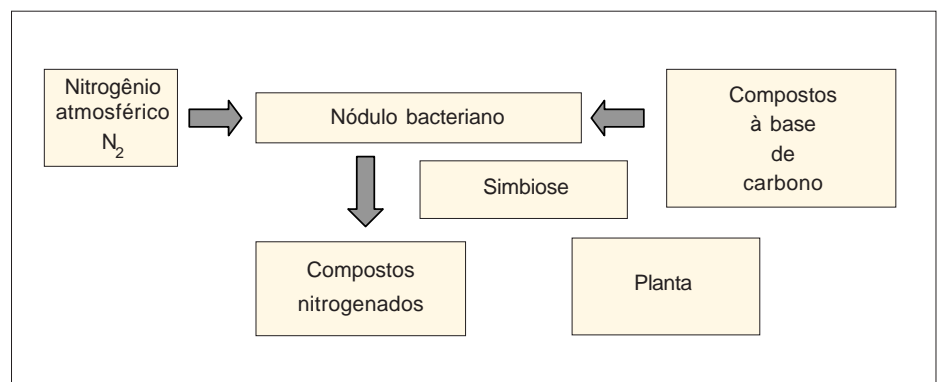 Nitrogênio
atmosférico
N2
Nódulo bacteriano
Compostos
à base
de
carbono
Simbiose
Compostos
nitrogenados
Planta